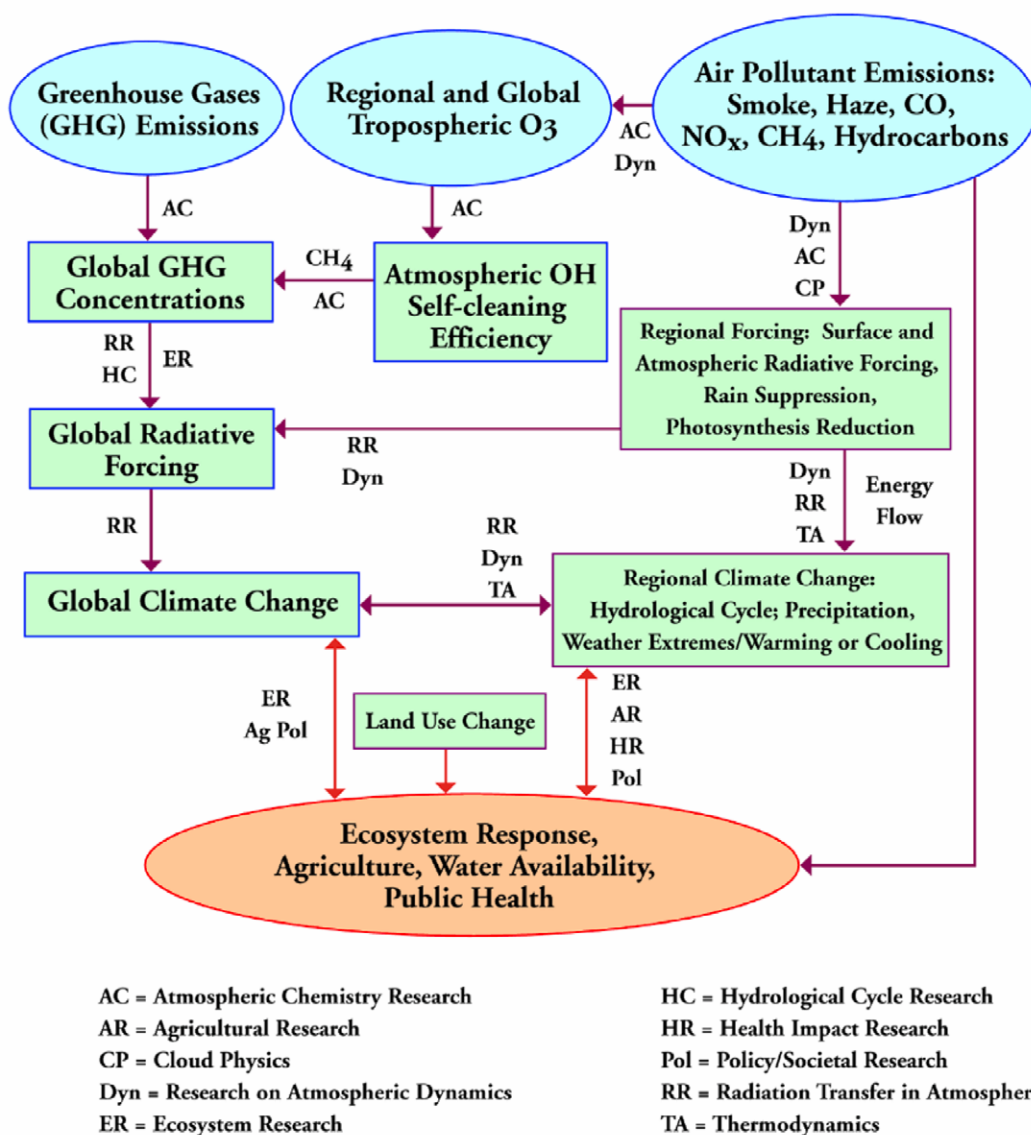 Greenhouse Gases
(GHG) Emissions
Regional and Global
Tropospheric O3
Air Pollutant Emissions:
Smoke, Haze, CO,
NOx, CH4, Hydrocarbons
AC
Dyn
AC
AC
Dyn
AC
CP
Global GHG
Concentrations
CH4
AC
Atmospheric OH
Self-cleaning
Efficiency
Regional Forcing: Surface and
Atmospheric Radiative Forcing,
Rain Suppression,
Photosynthesis Reduction
RR
HC
ER
Global Radiative
Forcing
RR
Dyn
Dyn
RR
TA
Energy
Flow
RR
RR
Dyn
TA
Global Climate Change
Regional Climate Change:
Hydrological Cycle; Precipitation,
Weather Extremes/Warming or Cooling
ER
Ag Pol
Land Use Change
ER
AR
HR
Pol
Ecosystem Response,
Agriculture, Water Availability,
Public Health
AC = Atmospheric Chemistry Research
AR = Agricultural Research
CP = Cloud Physics
Dyn = Research on Atmospheric Dynamics
ER = Ecosystem Research
HC = Hydrological Cycle Research
HR = Health Impact Research
Pol = Policy/Societal Research
RR = Radiation Transfer in Atmospher
TA = Thermodynamics